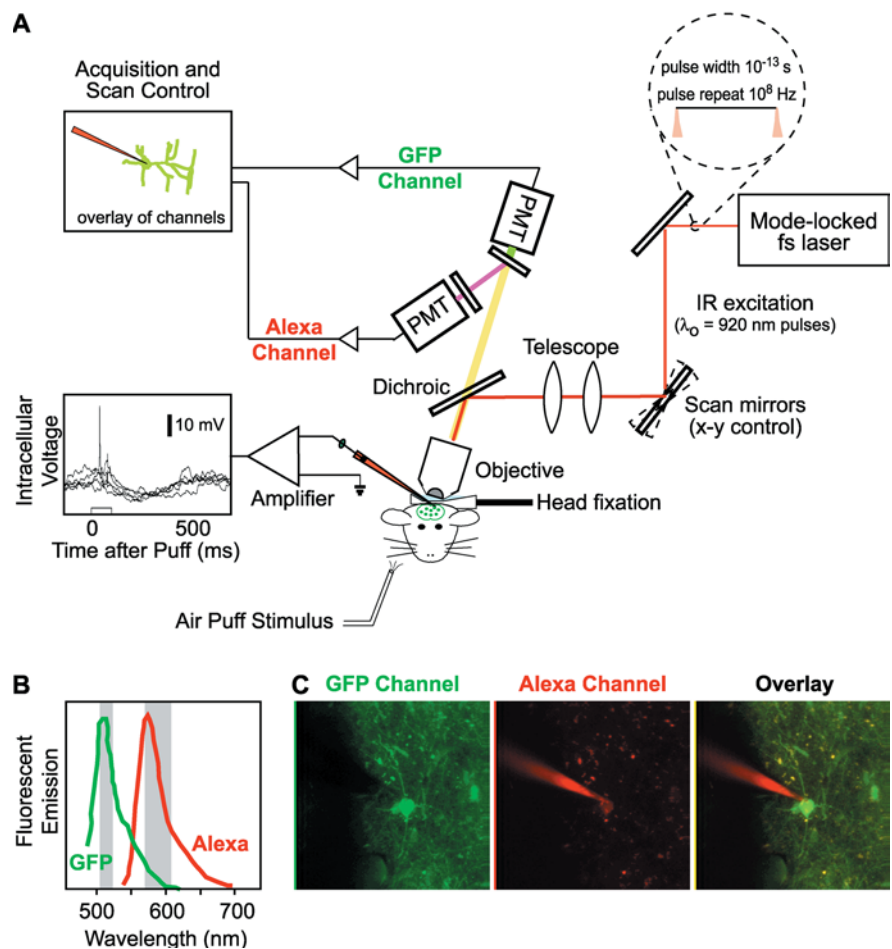 A
Acquisition and
Scan Control
overlay of channels
GFP
Channel
Alexa
Channel
PMT
PMT
pulse width 10⁻¹³ s
pulse repeat 10⁸ Hz
Mode-locked
fs laser
IR excitation
(λ₀ = 920 nm pulses)
Telescope
Dichroic
Scan mirrors
(x-y control)
Objective
Head fixation
Intracellular
Voltage
10 mV
0
500
Time after Puff (ms)
Amplifier
Air Puff Stimulus
B
Fluorescent
Emission
GFP
Alexa
500
600
700
Wavelength (nm)
C
GFP Channel
Alexa Channel
Overlay